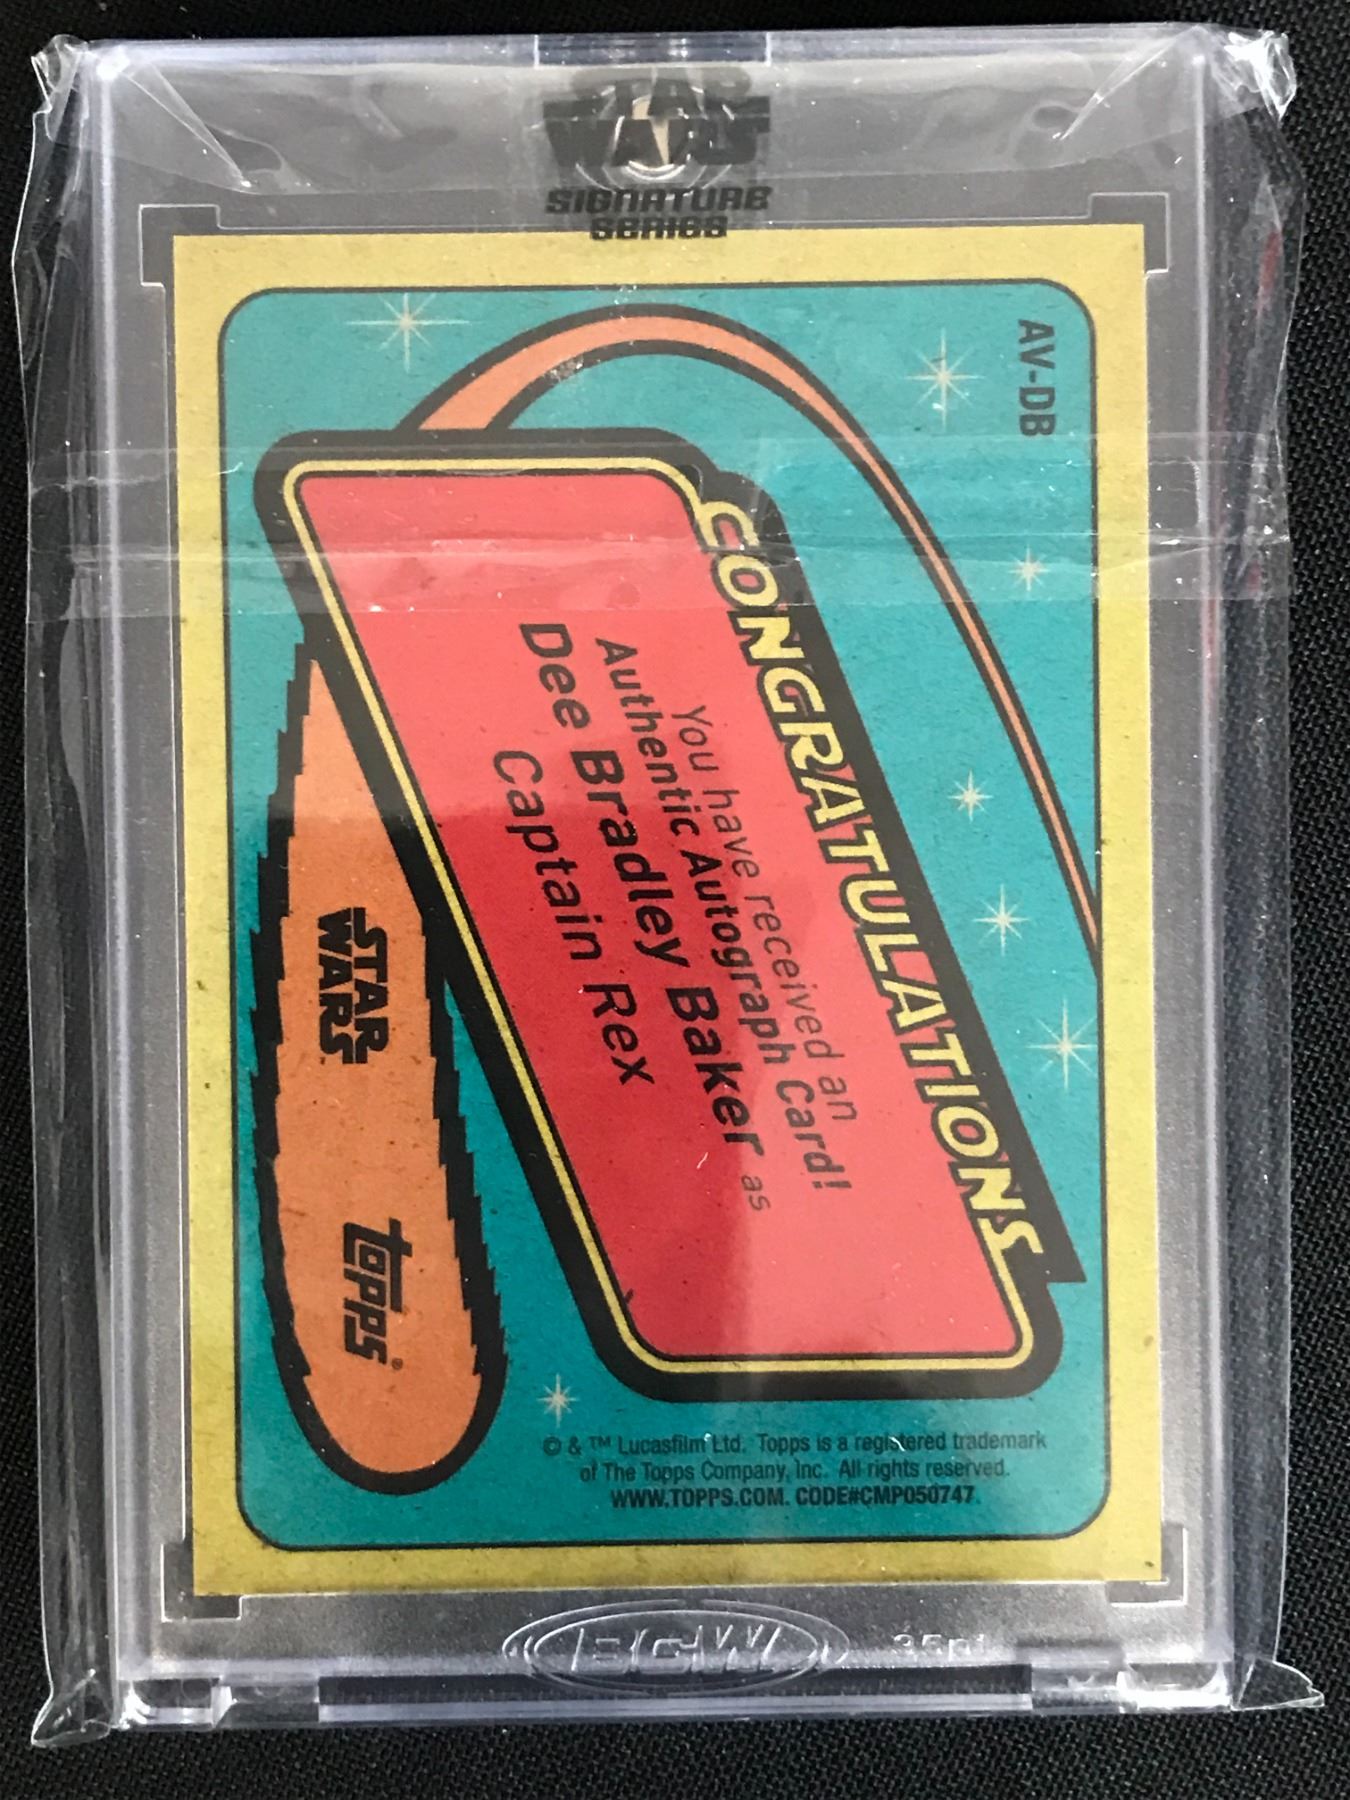 STAR
WARS
SIGNATURE
SERIES
AV-DB
CONGRATULATIONS
You have received an
Authentic Autograph Card!
Dee Bradley Baker as
Captain Rex
STAR
WARS
topps®
© & ™ Lucasfilm Ltd. Topps is a registered trademark
of The Topps Company, Inc. All rights reserved.
WWW.TOPPS.COM. CODE#CMP050747.
BCW
35pt